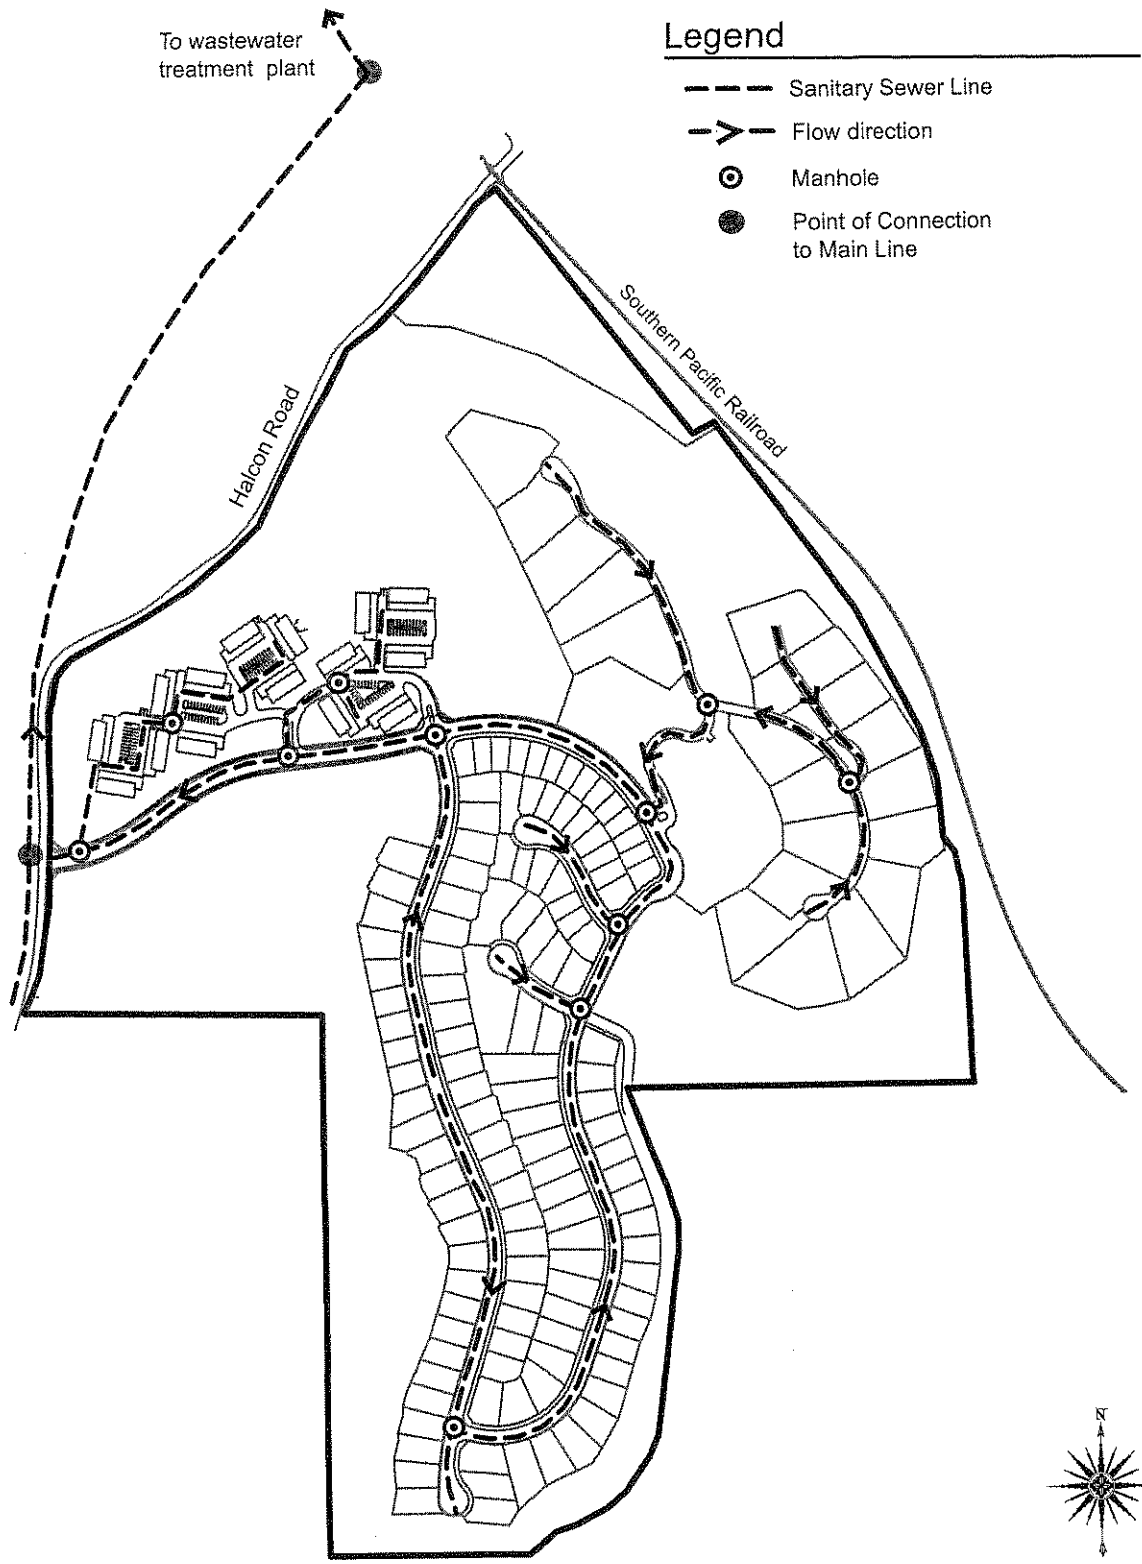 To wastewater
treatment plant
Legend
Sanitary Sewer Line
Flow direction
Manhole
Point of Connection
to Main Line
Southern Pacific Railroad
Halcon Road
N